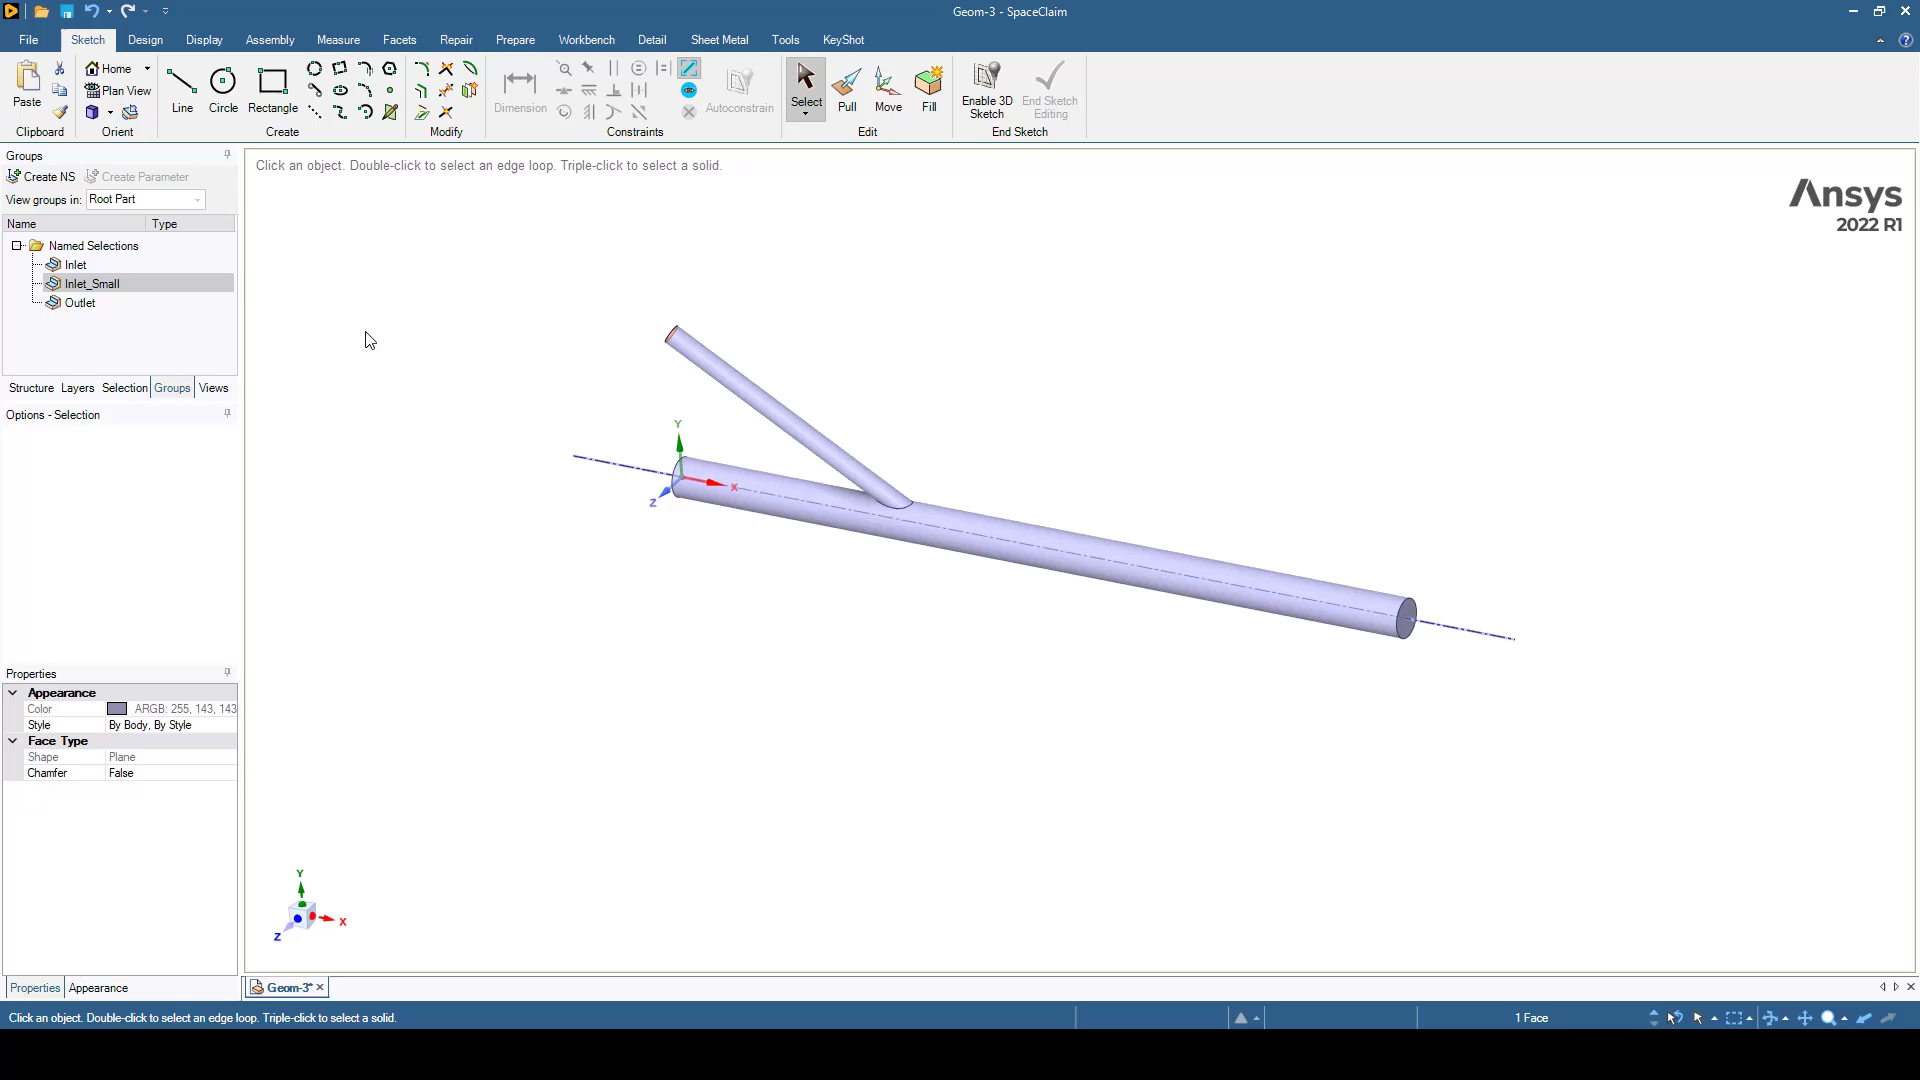 Geom-3 - SpaceClaim
File Sketch Design Display Assembly Measure Facets Repair Prepare Workbench Detail Sheet Metal Tools KeyShot
Paste
Home
Plan View
Line Circle Rectangle
Dimension
Autoconstrain
Select Pull Move Fill
Enable 3D Sketch
End Sketch Editing
Clipboard Orient Create Modify Constraints Edit End Sketch
Groups
Create NS Create Parameter
View groups in: Root Part
Name Type
Named Selections
Inlet
Inlet_Small
Outlet
Structure Layers Selection Groups Views
Options - Selection
Properties
Appearance
Color ARGB: 255, 143, 143
Style By Body, By Style
Face Type
Shape Plane
Chamfer False
Properties Appearance
Click an object. Double-click to select an edge loop. Triple-click to select a solid.
Ansys
2022 R1
Y
X
Z
Y
X
Z
Geom-3*
Click an object. Double-click to select an edge loop. Triple-click to select a solid.
1 Face